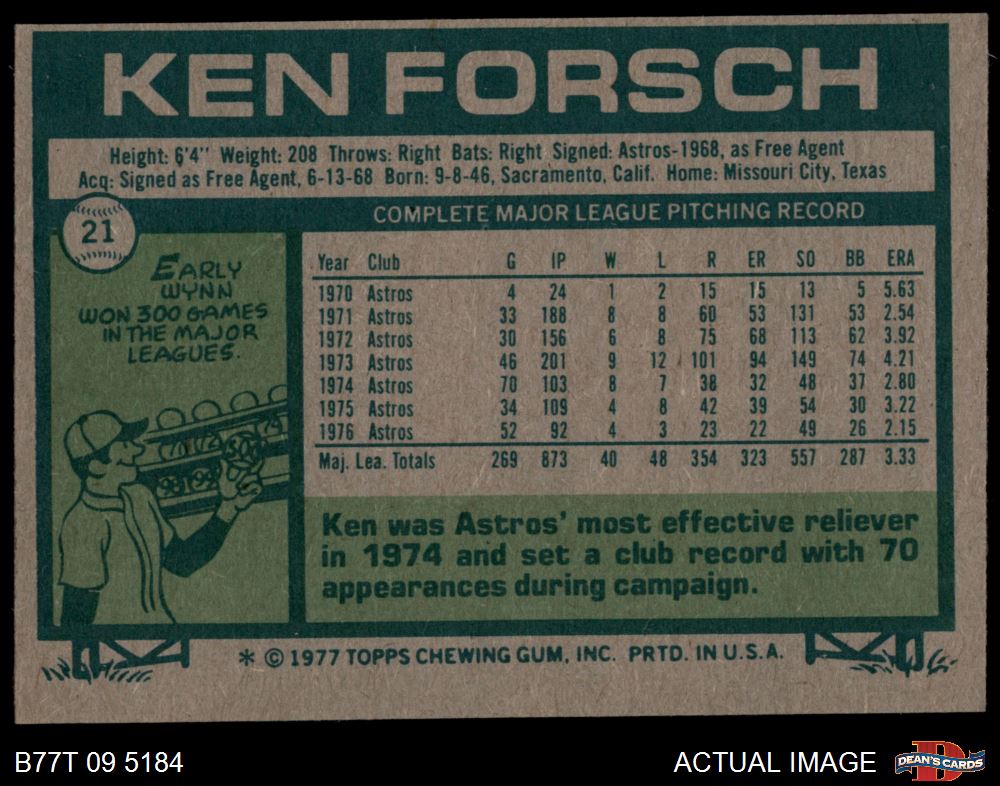 KEN FORSCH
Height: 6'4" Weight: 208 Throws: Right Bats: Right Signed: Astros-1968, as Free Agent
Acq: Signed as Free Agent, 6-13-68 Born: 9-8-46, Sacramento, Calif. Home: Missouri City, Texas
21
COMPLETE MAJOR LEAGUE PITCHING RECORD
EARLY
WYNN
WON 300 GAMES
IN THE MAJOR
LEAGUES.
300
98 99
Year Club G IP W L R ER SO BB ERA
1970 Astros 4 24 1 2 15 15 13 5 5.63
1971 Astros 33 188 8 8 60 53 131 53 2.54
1972 Astros 30 156 6 8 75 68 113 62 3.92
1973 Astros 46 201 9 12 101 94 149 74 4.21
1974 Astros 70 103 8 7 38 32 48 37 2.80
1975 Astros 34 109 4 8 42 39 54 30 3.22
1976 Astros 52 92 4 3 23 22 49 26 2.15
Maj. Lea. Totals 269 873 40 48 354 323 557 287 3.33
Ken was Astros' most effective reliever
in 1974 and set a club record with 70
appearances during campaign.
* © 1977 TOPPS CHEWING GUM, INC. PRTD. IN U.S.A.
B77T 09 5184
ACTUAL IMAGE
D
DEAN'S CARDS